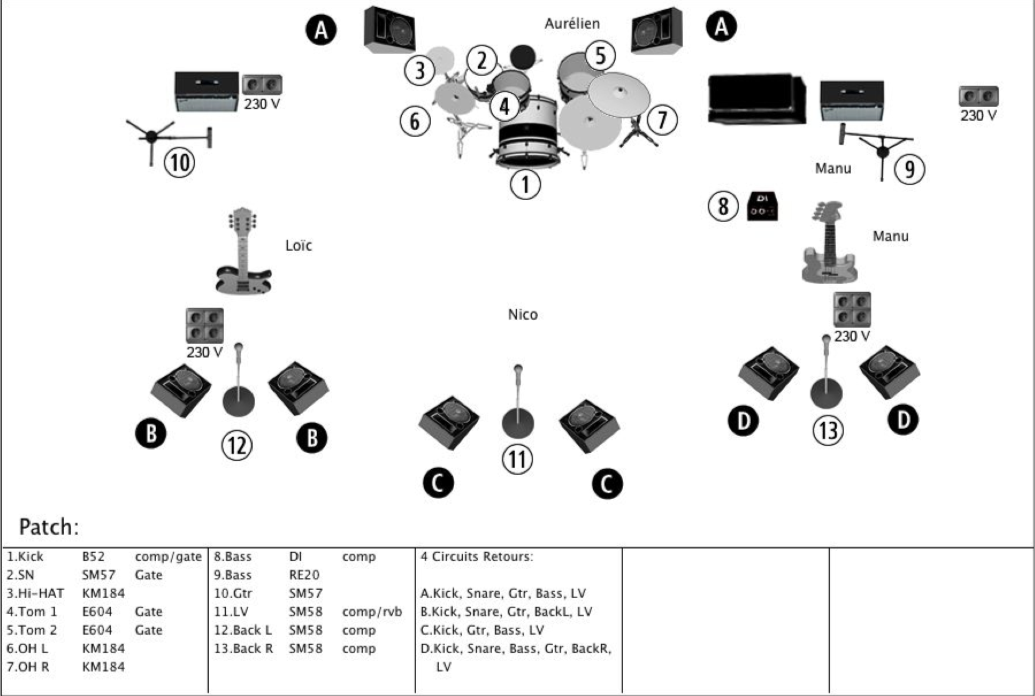 A
Aurélien
A
3
2
5
230 V
4
6
7
230 V
10
1
Manu
9
8
DI
Loïc
Manu
Nico
230 V
230 V
B
12
B
D
13
D
11
C
C
Patch:
1.Kick B52 comp/gate
2.SN SM57 Gate
3.Hi-HAT KM184
4.Tom 1 E604 Gate
5.Tom 2 E604 Gate
6.OH L KM184
7.OH R KM184
8.Bass DI comp
9.Bass RE20
10.Gtr SM57
11.LV SM58 comp/rvb
12.Back L SM58 comp
13.Back R SM58 comp
4 Circuits Retours:
A.Kick, Snare, Gtr, Bass, LV
B.Kick, Snare, Gtr, BackL, LV
C.Kick, Gtr, Bass, LV
D.Kick, Snare, Bass, Gtr, BackR,
LV